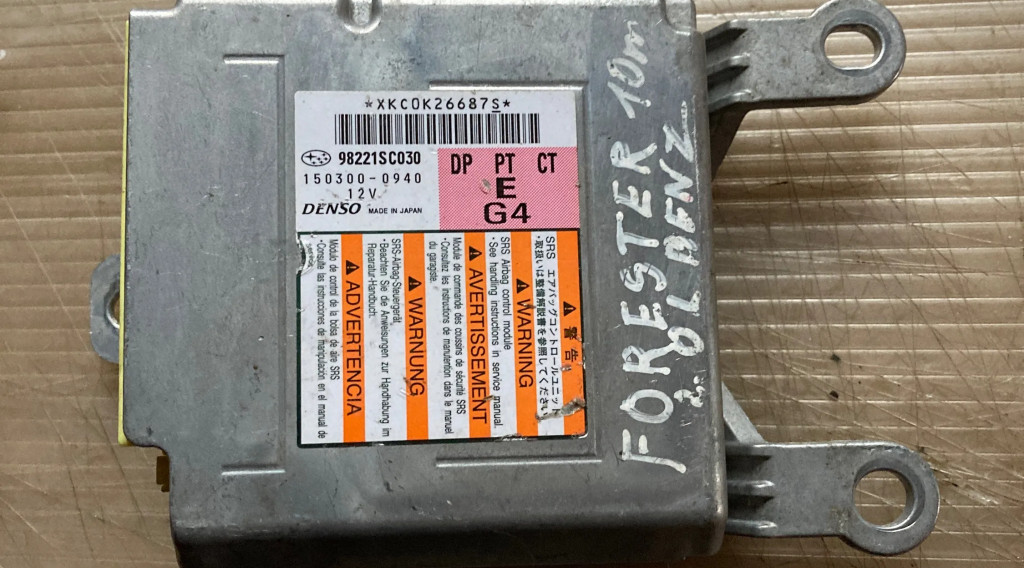 *XKC0K26687S*
98221SC030
150300-0940
12V
DENSO MADE IN JAPAN
DP PT CT
E
G4
警告
SRS エアバッグコントロールユニット
・取扱いは整備解説書を参照してください
WARNING
SRS Airbag control module
・See handling instructions in service manual.
AVERTISSEMENT
Module de commande des coussins de sécurité SRS
・Consultez les instructions de manutention dans le manuel
du garagiste.
WARNUNG
SRS-Airbag-Steuergerät
・Beachten Sie die Anweisungen zur Handhabung im
Reparatur-Handbuch.
ADVERTENCIA
Módulo de control de la bolsa de aire SRS
・Consulte las instrucciones de manipulación en el manual de
FORESTER 10m